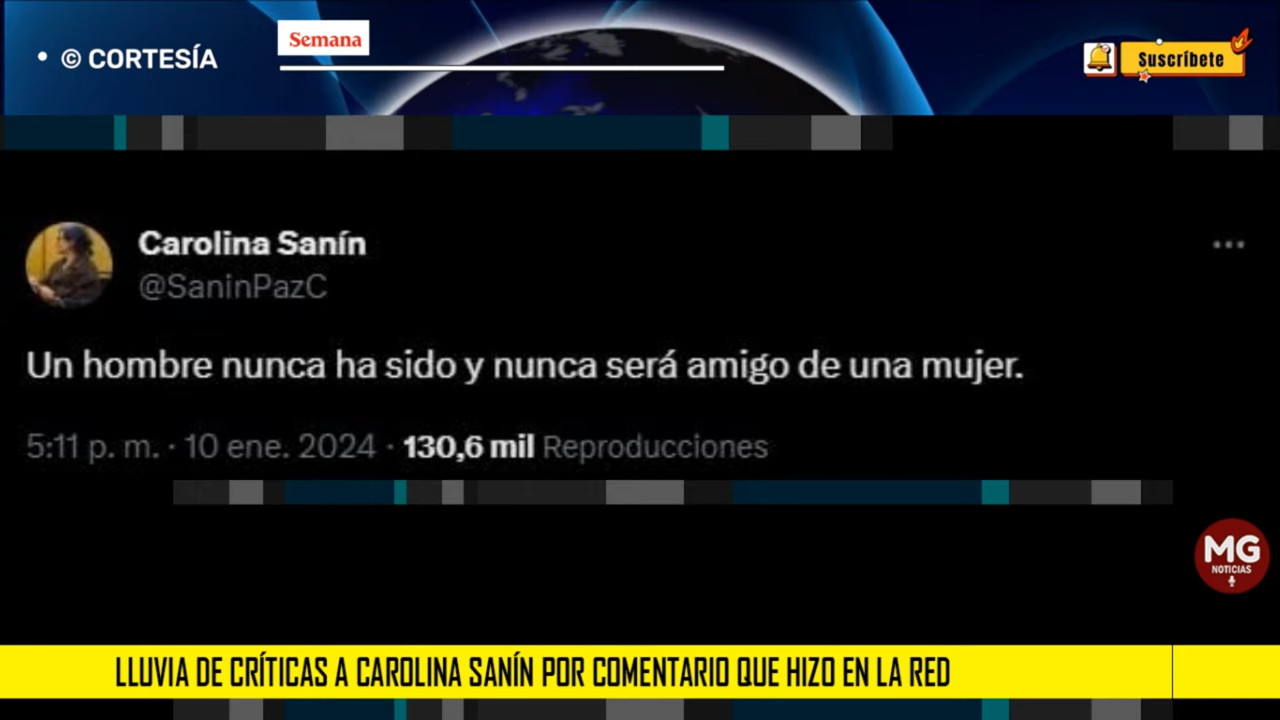 © CORTESÍA
Semana
Suscríbete
Carolina Sanín
@SaninPazC
Un hombre nunca ha sido y nunca será amigo de una mujer.
5:11 p. m. · 10 ene. 2024 · 130,6 mil Reproducciones
MG
NOTICIAS
LLUVIA DE CRÍTICAS A CAROLINA SANÍN POR COMENTARIO QUE HIZO EN LA RED